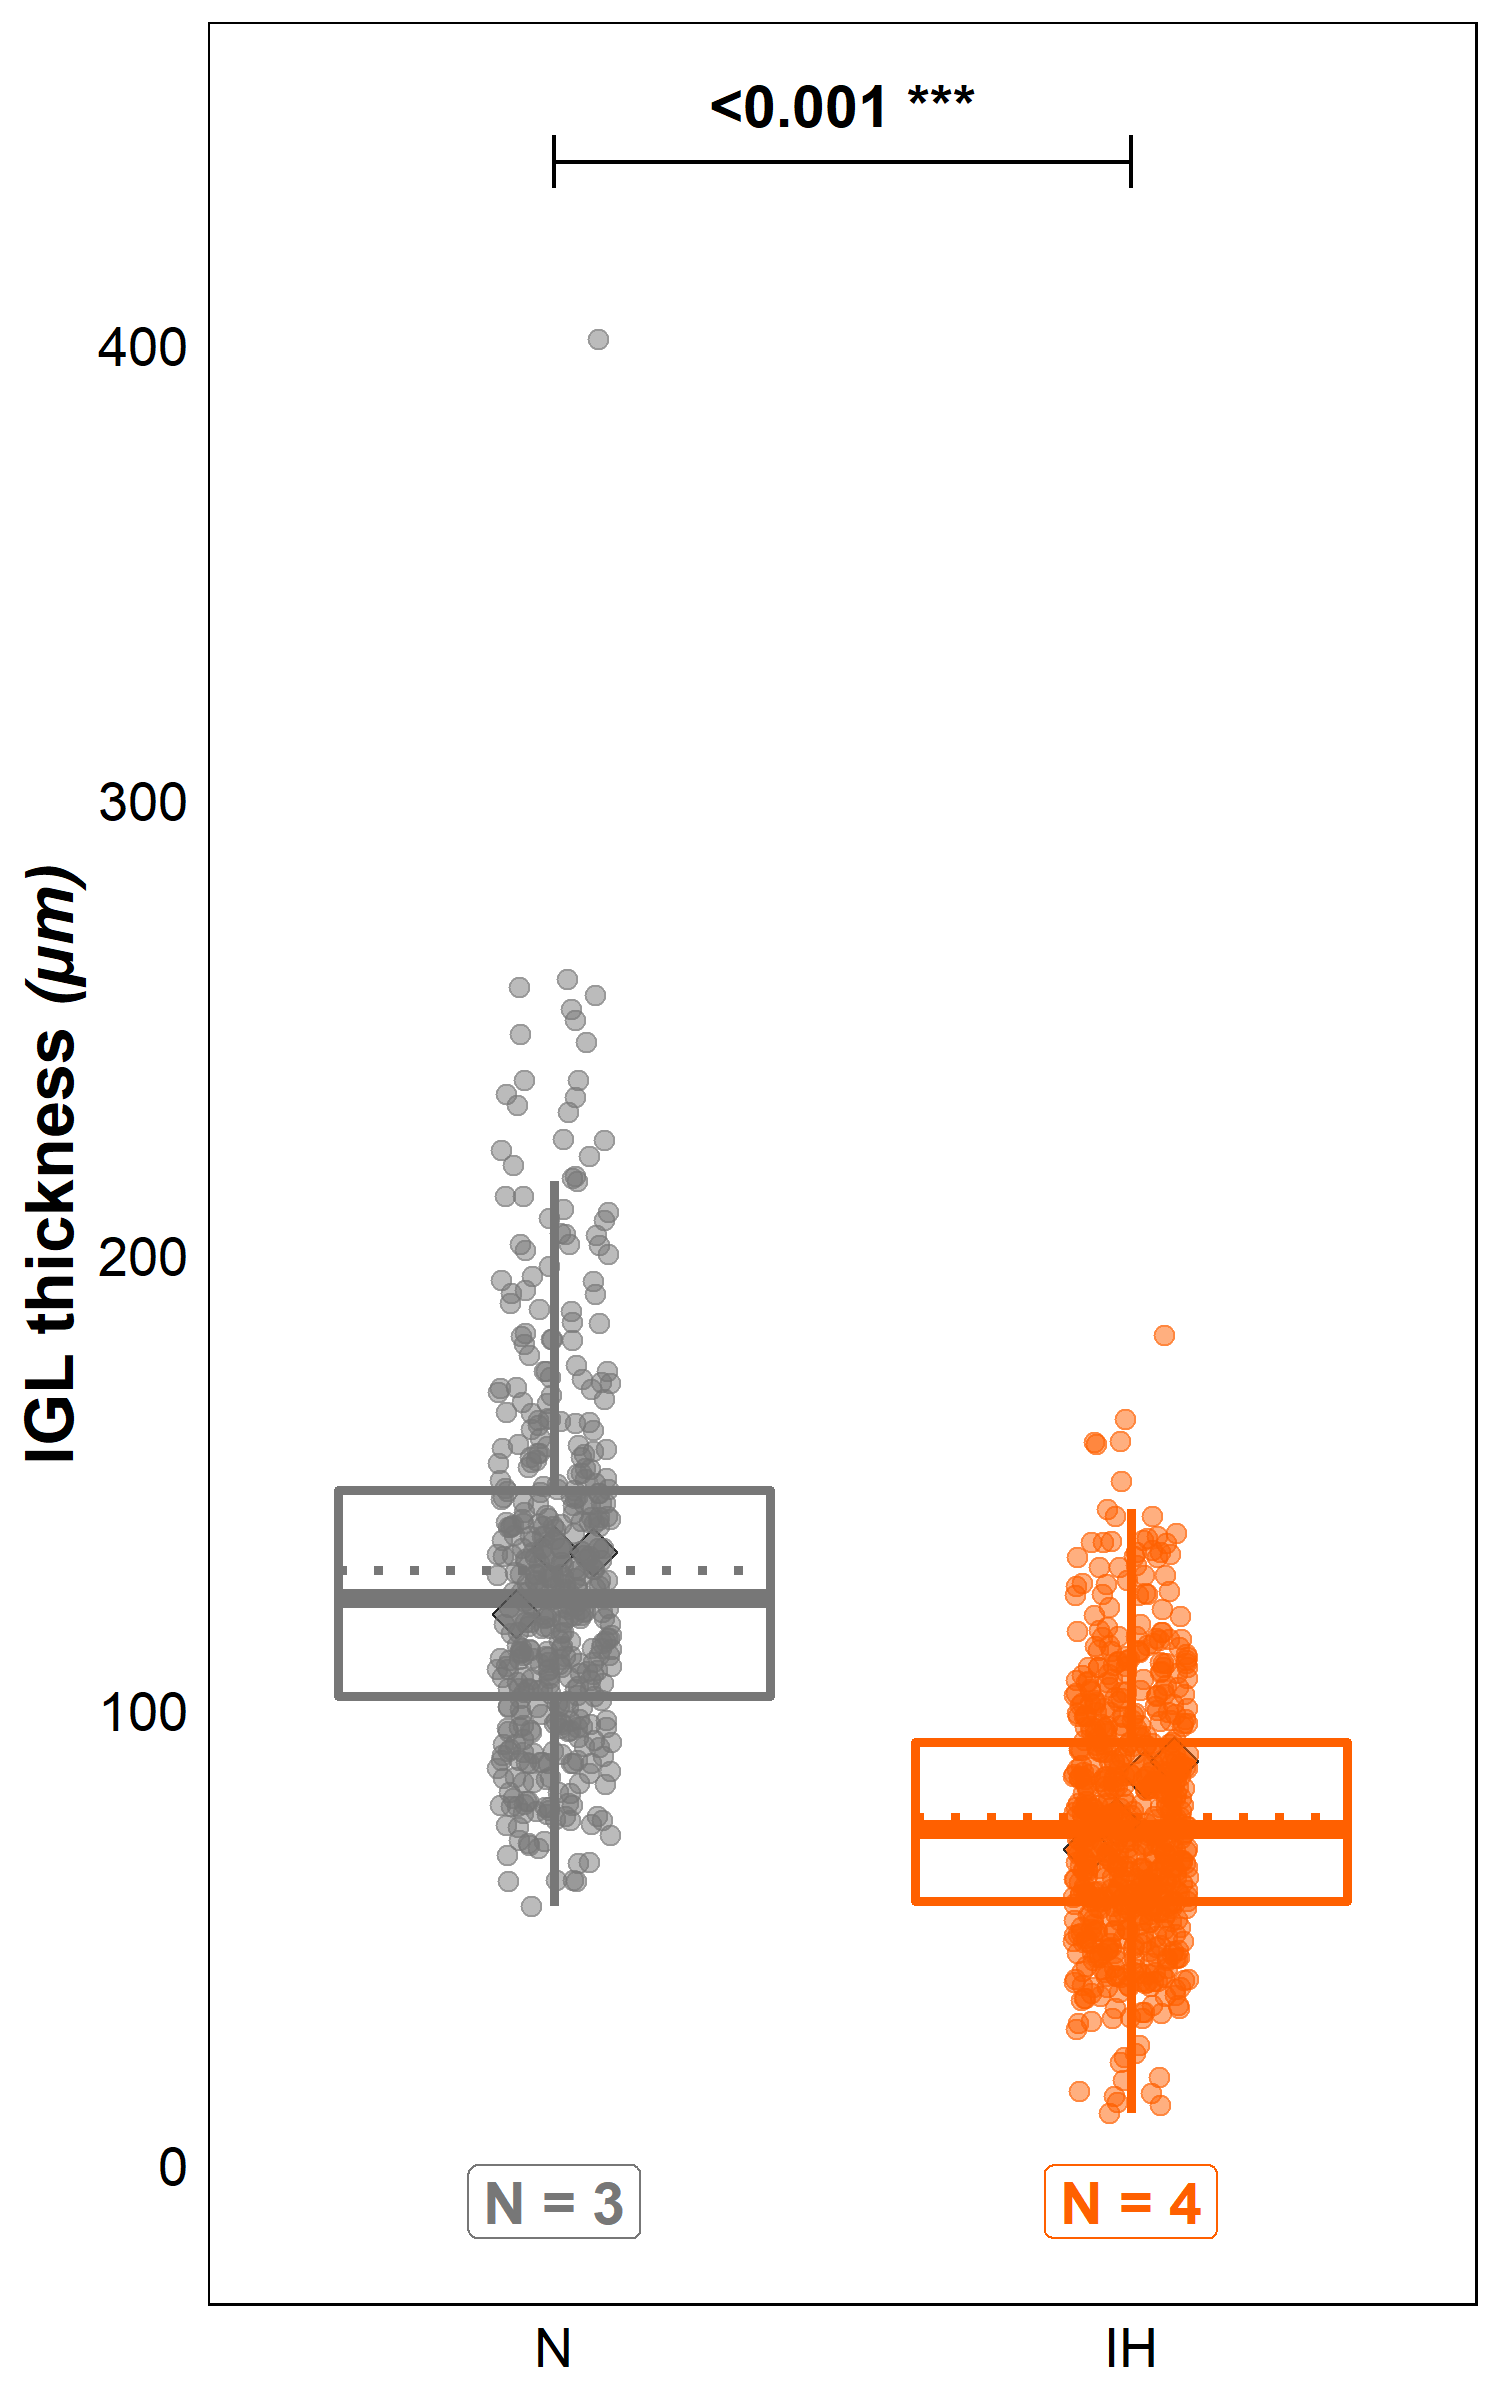 <0.001 ***
400
300
200
100
0
IGL thickness (µm)
N = 3
N = 4
N
IH